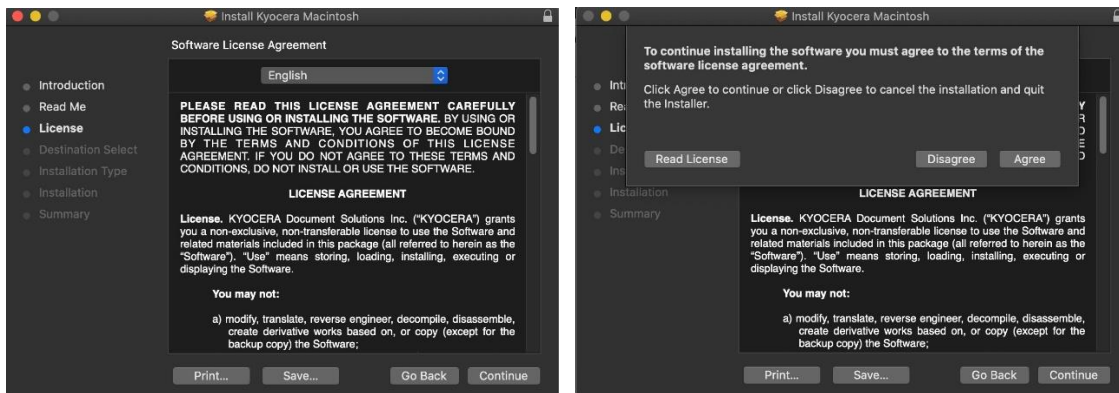 Install Kyocera Macintosh
Software License Agreement
English
Introduction
Read Me
License
Destination Select
Installation Type
Installation
Summary
PLEASE READ THIS LICENSE AGREEMENT CAREFULLY
BEFORE USING OR INSTALLING THE SOFTWARE. BY USING OR
INSTALLING THE SOFTWARE, YOU AGREE TO BECOME BOUND
BY THE TERMS AND CONDITIONS OF THIS LICENSE
AGREEMENT. IF YOU DO NOT AGREE TO THESE TERMS AND
CONDITIONS, DO NOT INSTALL OR USE THE SOFTWARE.
LICENSE AGREEMENT
License. KYOCERA Document Solutions Inc. ("KYOCERA") grants
you a non-exclusive, non-transferable license to use the Software and
related materials included in this package (all referred to herein as the
"Software"). "Use" means storing, loading, installing, executing or
displaying the Software.
You may not:
a) modify, translate, reverse engineer, decompile, disassemble,
create derivative works based on, or copy (except for the
backup copy) the Software;
Print... Save... Go Back Continue
Install Kyocera Macintosh
To continue installing the software you must agree to the terms of the
software license agreement.
Click Agree to continue or click Disagree to cancel the installation and quit
the Installer.
Read License Disagree Agree
Int
Rea
Lic
De
Ins
Installation
Summary
Y
R
D
S
D
LICENSE AGREEMENT
License. KYOCERA Document Solutions Inc. ("KYOCERA") grants
you a non-exclusive, non-transferable license to use the Software and
related materials included in this package (all referred to herein as the
"Software"). "Use" means storing, loading, installing, executing or
displaying the Software.
You may not:
a) modify, translate, reverse engineer, decompile, disassemble,
create derivative works based on, or copy (except for the
backup copy) the Software;
Print... Save... Go Back Continue